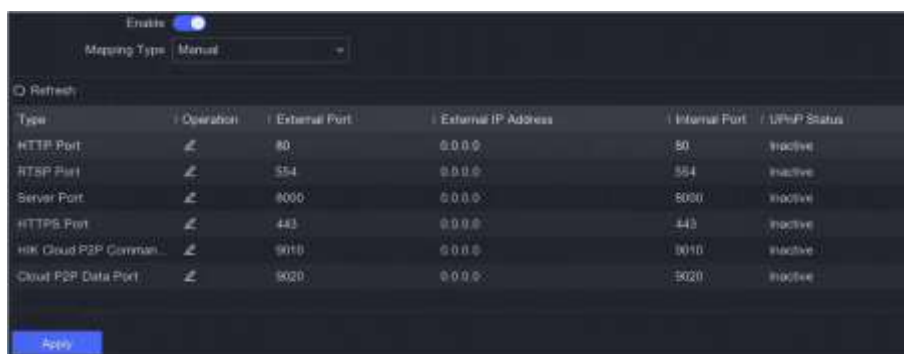 Enable
Mapping Type Manual
Refresh
Type Operation External Port External IP Address Internal Port UPnP Status
HTTP Port 80 0.0.0.0 80 Inactive
RTSP Port 554 0.0.0.0 554 Inactive
Server Port 8000 0.0.0.0 8000 Inactive
HTTPS Port 443 0.0.0.0 443 Inactive
HIK Cloud P2P Comman... 9010 0.0.0.0 9010 Inactive
Cloud P2P Data Port 9020 0.0.0.0 9020 Inactive
Apply